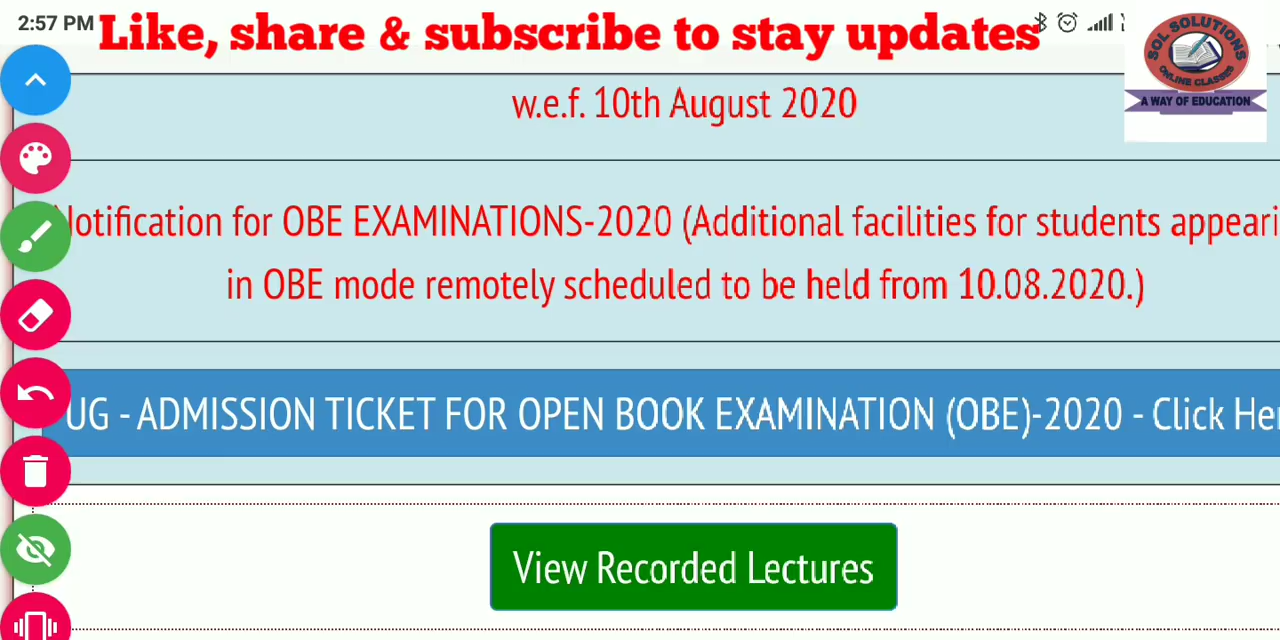 2:57 PM
Like, share & subscribe to stay updates
SOL SOLUTIONS
ONLINE CLASSES
A WAY OF EDUCATION
w.e.f. 10th August 2020
Notification for OBE EXAMINATIONS-2020 (Additional facilities for students appeari
in OBE mode remotely scheduled to be held from 10.08.2020.)
UG - ADMISSION TICKET FOR OPEN BOOK EXAMINATION (OBE)-2020 - Click Her
View Recorded Lectures